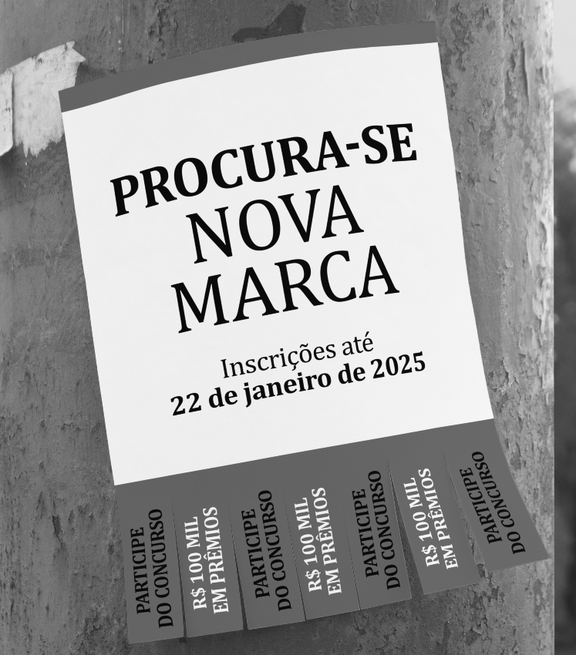 PROCURA-SE
NOVA
MARCA
Inscrições até
22 de janeiro de 2025
PARTICIPE
DO CONCURSO
R$ 100 MIL
EM PRÊMIOS
PARTICIPE
DO CONCURSO
R$ 100 MIL
EM PRÊMIOS
PARTICIPE
DO CONCURSO
R$ 100 MIL
EM PRÊMIOS
PARTICIPE
DO CONCURSO